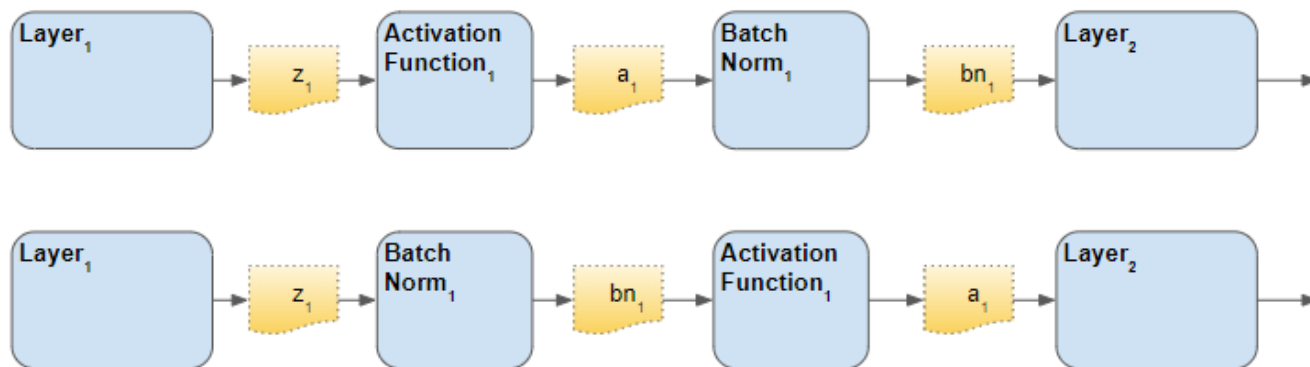 Layer₁
z₁
Activation
Function₁
a₁
Batch
Norm₁
bn₁
Layer₂
Layer₁
z₁
Batch
Norm₁
bn₁
Activation
Function₁
a₁
Layer₂